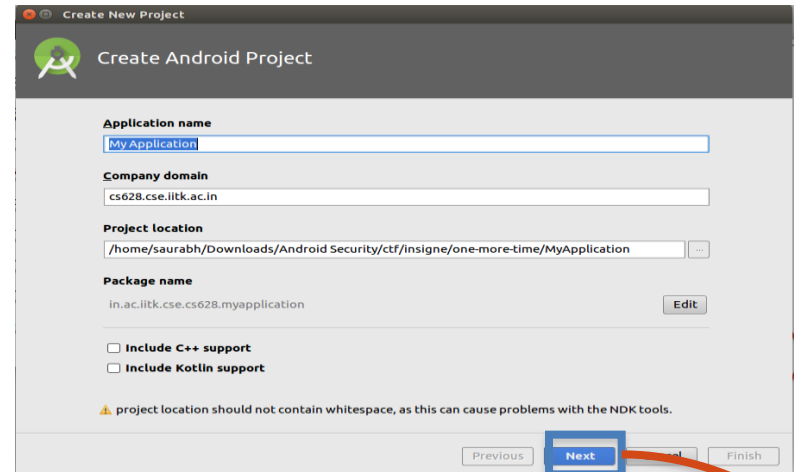 Create New Project
Create Android Project
Application name
My Application
Company domain
cs628.cse.iitk.ac.in
Project location
/home/saurabh/Downloads/Android Security/ctf/insigne/one-more-time/MyApplication
...
Package name
in.ac.iitk.cse.cs628.myapplication
Edit
Include C++ support
Include Kotlin support
project location should not contain whitespace, as this can cause problems with the NDK tools.
Previous
Next
Finish